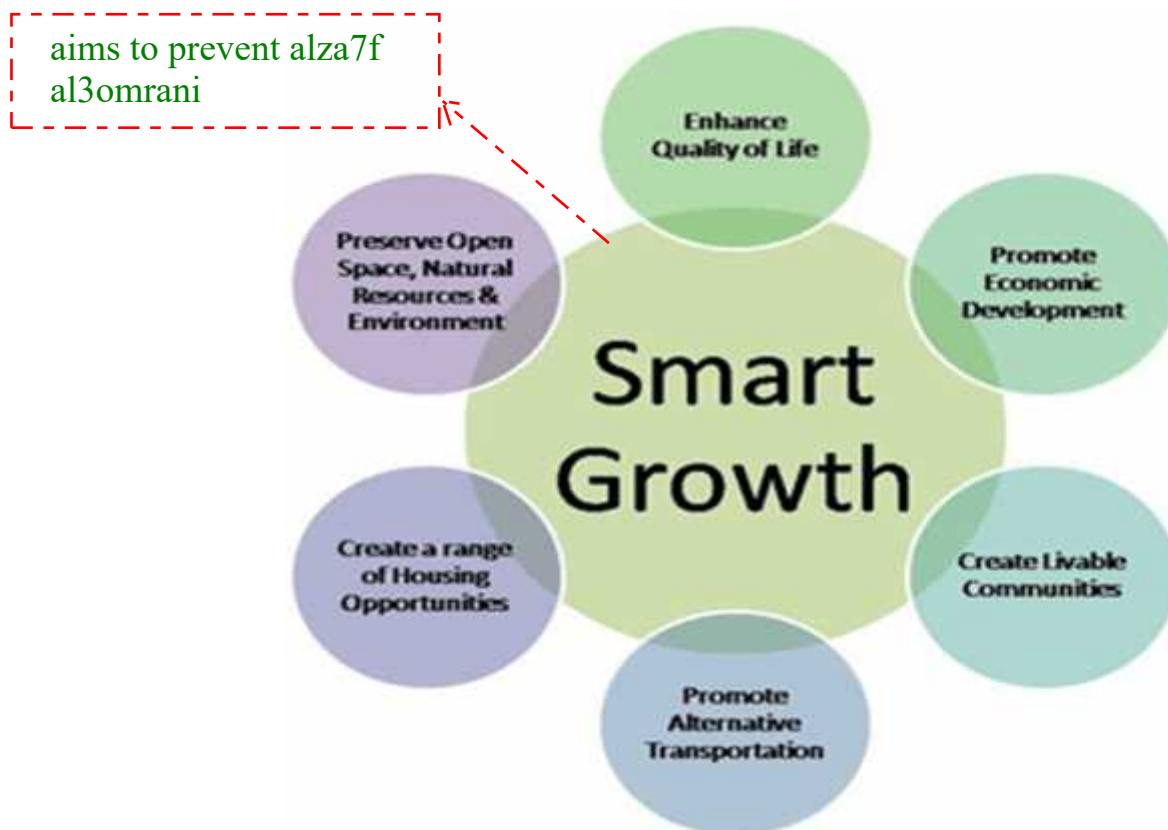 aims to prevent alza7f
al3omrani
Enhance
Quality of Life
Preserve Open
Space, Natural
Resources &
Environment
Promote
Economic
Development
Smart
Growth
Create a range
of Housing
Opportunities
Create Livable
Communities
Promote
Alternative
Transportation